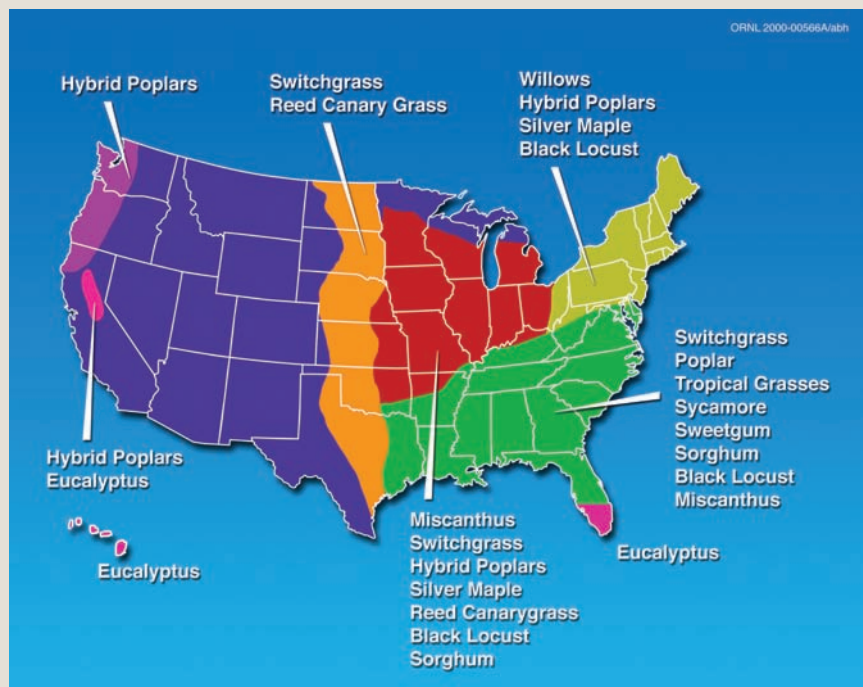 ORNL 2000-00566A/abh
Hybrid Poplars
Switchgrass
Reed Canary Grass
Willows
Hybrid Poplars
Silver Maple
Black Locust
Switchgrass
Poplar
Tropical Grasses
Sycamore
Sweetgum
Sorghum
Black Locust
Miscanthus
Hybrid Poplars
Eucalyptus
Eucalyptus
Miscanthus
Switchgrass
Hybrid Poplars
Silver Maple
Reed Canarygrass
Black Locust
Sorghum
Eucalyptus